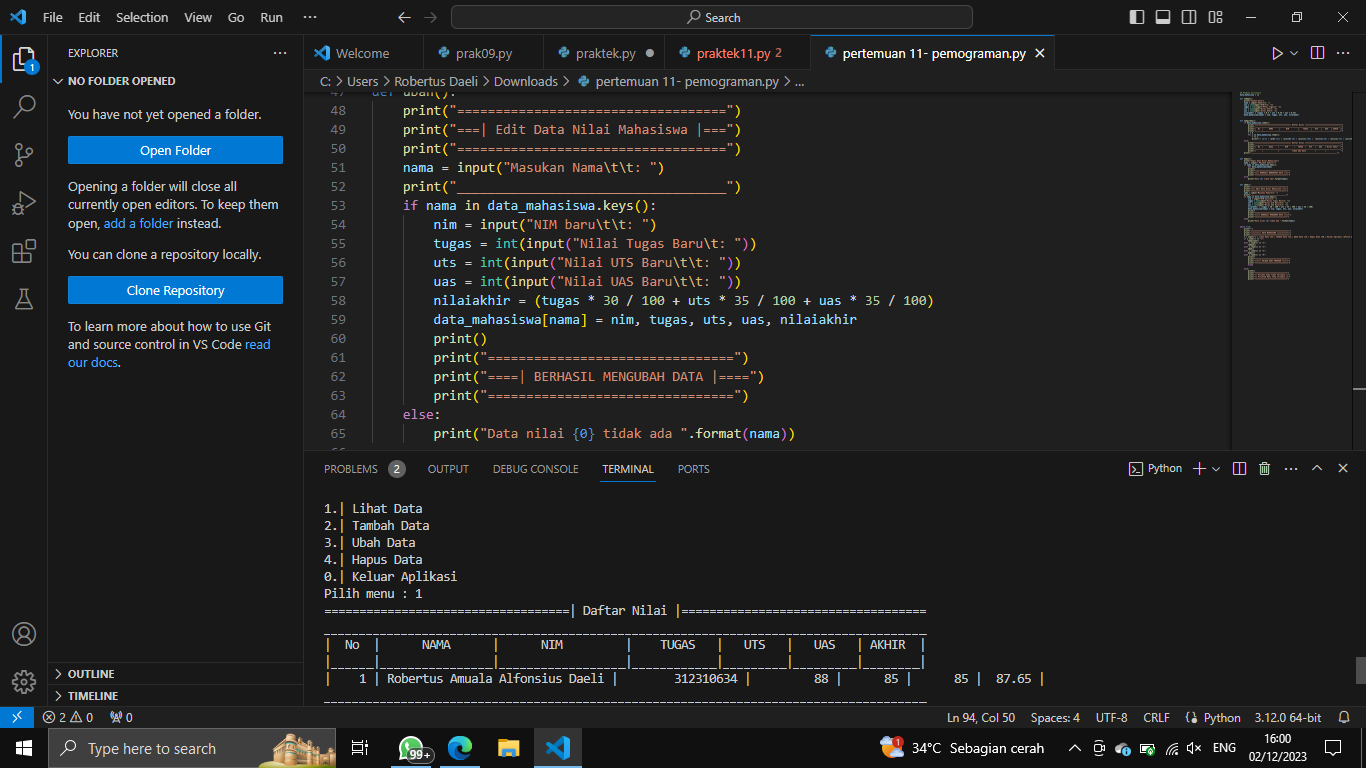 File Edit Selection View Go Run ··· Search
EXPLORER ···
NO FOLDER OPENED
You have not yet opened a folder.
Open Folder
Opening a folder will close all
currently open editors. To keep them
open, add a folder instead.
You can clone a repository locally.
Clone Repository
To learn more about how to use Git
and source control in VS Code read
our docs.
OUTLINE
TIMELINE
1
Welcome prak09.py praktek.py praktek11.py 2 pertemuan 11- pemograman.py
C: > Users > Robertus Daeli > Downloads > pertemuan 11- pemograman.py > ...
47 def ubah():
48 print("===================================")
49 print("===| Edit Data Nilai Mahasiswa |===")
50 print("===================================")
51 nama = input("Masukan Nama\t\t: ")
52 print("___________________________________")
53 if nama in data_mahasiswa.keys():
54 nim = input("NIM baru\t\t: ")
55 tugas = int(input("Nilai Tugas Baru\t: "))
56 uts = int(input("Nilai UTS Baru\t\t: "))
57 uas = int(input("Nilai UAS Baru\t\t: "))
58 nilaiakhir = (tugas * 30 / 100 + uts * 35 / 100 + uas * 35 / 100)
59 data_mahasiswa[nama] = nim, tugas, uts, uas, nilaiakhir
60 print()
61 print("================================")
62 print("====| BERHASIL MENGUBAH DATA |====")
63 print("================================")
64 else:
65 print("Data nilai {0} tidak ada ".format(nama))
PROBLEMS 2 OUTPUT DEBUG CONSOLE TERMINAL PORTS Python
1.| Lihat Data
2.| Tambah Data
3.| Ubah Data
4.| Hapus Data
0.| Keluar Aplikasi
Pilih menu : 1
===================================| Daftar Nilai |===================================
______________________________________________________________________________________
| No | NAMA | NIM | TUGAS | UTS | UAS | AKHIR |
|______|________________|__________________|____________|_________|_________|________|
| 1 | Robertus Amuala Alfonsius Daeli | 312310634 | 88 | 85 | 85 | 87.65 |
______________________________________________________________________________________
2 0 0 Ln 94, Col 50 Spaces: 4 UTF-8 CRLF Python 3.12.0 64-bit
Type here to search 99+ 1 34°C Sebagian cerah ENG 16:00
02/12/2023